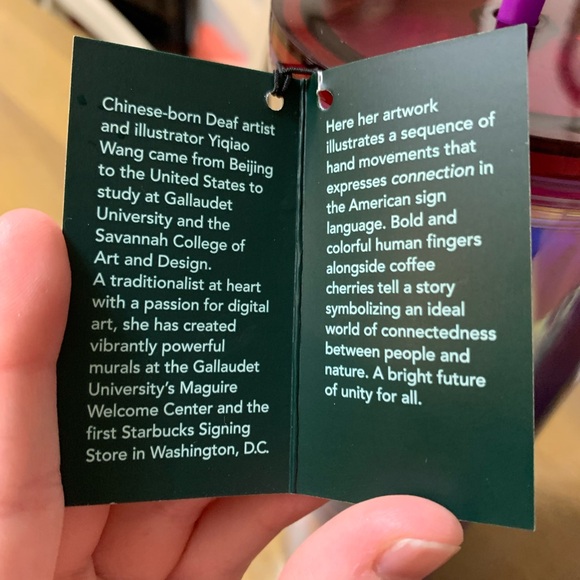 Chinese-born Deaf artist
and illustrator Yiqiao
Wang came from Beijing
to the United States to
study at Gallaudet
University and the
Savannah College of
Art and Design.
A traditionalist at heart
with a passion for digital
art, she has created
vibrantly powerful
murals at the Gallaudet
University's Maguire
Welcome Center and the
first Starbucks Signing
Store in Washington, D.C.
Here her artwork
illustrates a sequence of
hand movements that
expresses connection in
the American sign
language. Bold and
colorful human fingers
alongside coffee
cherries tell a story
symbolizing an ideal
world of connectedness
between people and
nature. A bright future
of unity for all.